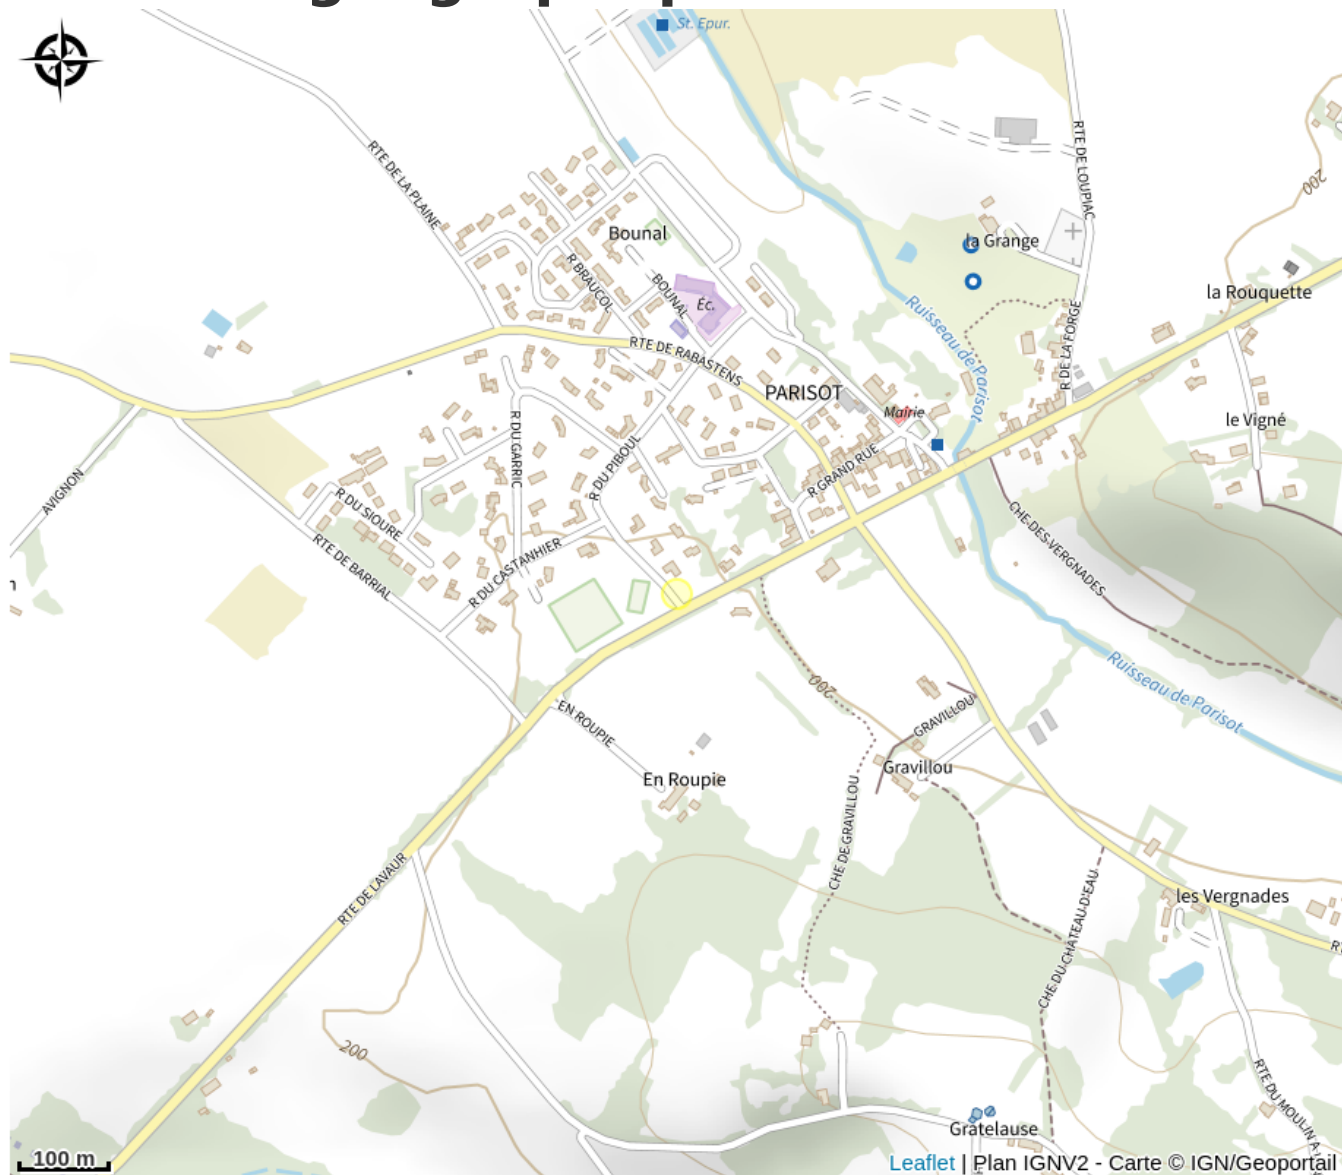 St. Epur.
RTE DE LA PLAINE
RTE DE LOUPIAC
200
Bounal
la Grange
R BRAUCOL
BOUNAL
Éc.
la Rouquette
Ruisseau de Parisot
R DE LA FORGE
RTE DE RABASTENS
PARISOT
Mairie
le Vigné
R DU GARRIC
R DU PIBOUL
R GRAND RUE
AVIGNON
R DU SIOURE
CHE DES VERGNADES
RTE DE BARRIAL
R DU CASTANHIER
n
Ruisseau de Parisot
200
EN ROUPIE
GRAVILLOU
En Roupie
Gravillou
CHE DE GRAVILLOU
RTE DE LAVAUR
les Vergnades
CHE DU CHATEAU D'EAU
200
RTE DU MOULIN A
Gratelause
100 m
Leaflet | Plan IGNV2 - Carte © IGN/Geoportail